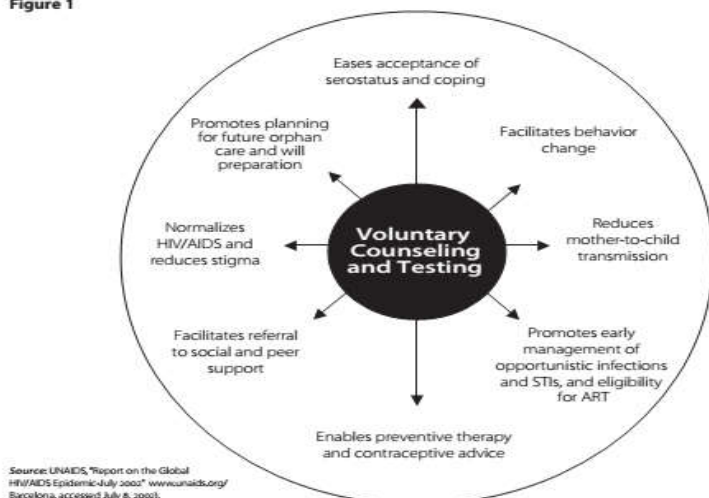 Figure 1
Eases acceptance of
serostatus and coping
Facilitates behavior
change
Reduces
mother-to-child
transmission
Promotes early
management of
opportunistic infections
and STIs, and eligibility
for ART
Enables preventive therapy
and contraceptive advice
Facilitates referral
to social and peer
support
Normalizes
HIV/AIDS and
reduces stigma
Promotes planning
for future orphan
care and will
preparation
Voluntary
Counseling
and Testing
Source: UNAIDS, "Report on the Global
HIV/AIDS Epidemic-July 2002" www.unaids.org/
Barcelona, accessed July 8, 2002).